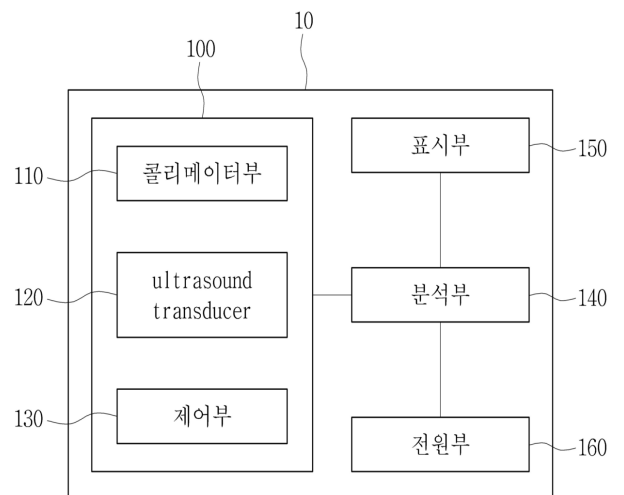 10
100
110
콜리메이터부
120
ultrasound
transducer
130
제어부
표시부
150
분석부
140
전원부
160